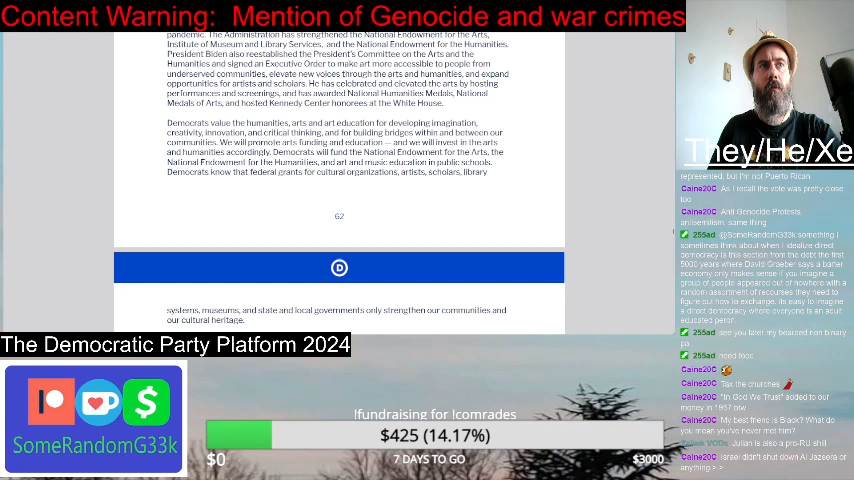 Content Warning: Mention of Genocide and war crimes
pandemic. The Administration has strengthened the National Endowment for the Arts,
Institute of Museum and Library Services, and the National Endowment for the Humanities.
President Biden also reestablished the President's Committee on the Arts and the
Humanities and signed an Executive Order to make art more accessible to people from
underserved communities, elevate new voices through the arts and humanities, and expand
opportunities for artists and scholars. He has celebrated and elevated the arts by hosting
performances and screenings, and has awarded National Humanities Medals, National
Medals of Arts, and hosted Kennedy Center honorees at the White House.
Democrats value the humanities, arts and art education for developing imagination,
creativity, innovation, and critical thinking, and for building bridges within and between our
communities. We will promote arts funding and education — and we will invest in the arts
and humanities accordingly. Democrats will fund the National Endowment for the Arts, the
National Endowment for the Humanities, and art and music education in public schools.
Democrats know that federal grants for cultural organizations, artists, scholars, library
62
D
systems, museums, and state and local governments only strengthen our communities and
our cultural heritage.
The Democratic Party Platform 2024
SomeRandomG33k
!fundraising for !comrades
$425 (14.17%)
$0
7 DAYS TO GO
$3000
They/He/Xe
represented, but I'm not Puerto Rican
Caine20C As I recall the vote was pretty close
too
Caine20C Anti Genocide Protests,
antisemitism, same thing
255ad @SomeRandomG33k something I
sometimes think about when I idealize direct
democracy is this section from the debt the first
5000 years where David Graeber says a barter
economy only makes sense if you imagine a
group of people appeared out of nowhere with
a random assortment of recourses they need to
figure out how to exchange. its easy to imagine
a direct democracy where everyone is an adult
educated peron
255ad see you later my bearded non binary
pa
255ad need food
Caine20C
Caine20C Tax the churches
Caine20C "In God We Trust" added to our
money in 1957 btw
Caine20C My best friend is Black? What do
you mean you've never met him?
VODs Julian is also a pro-RU shill
Caine20C Israel didn't shut down Al Jazeera or
anything >.>